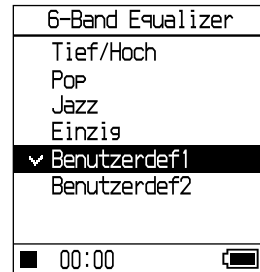 6-Band Equalizer
Tief/Hoch
Pop
Jazz
Einzig
Benutzerdef1
Benutzerdef2
00:00